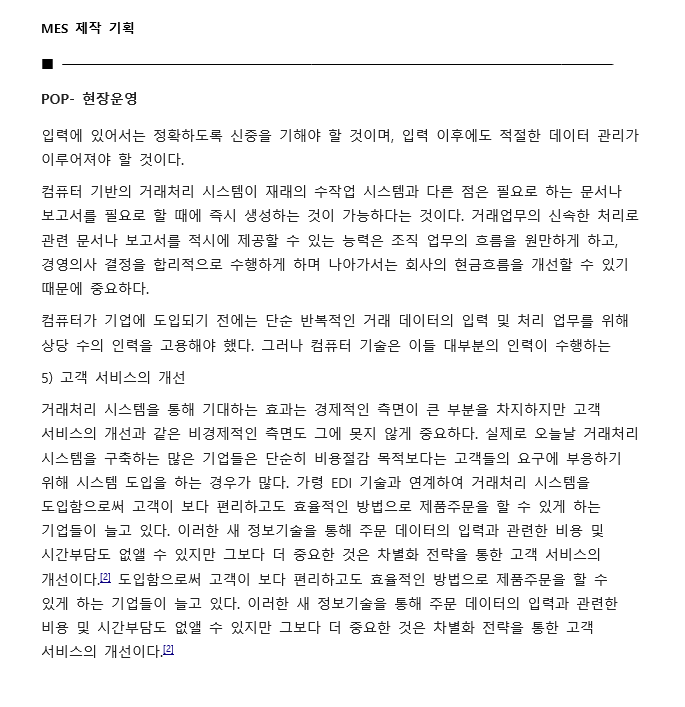 MES 제작 기획
■
POP- 현장운영
입력에 있어서는 정확하도록 신중을 기해야 할 것이며, 입력 이후에도 적절한 데이터 관리가
이루어져야 할 것이다.
컴퓨터 기반의 거래처리 시스템이 재래의 수작업 시스템과 다른 점은 필요로 하는 문서나
보고서를 필요로 할 때에 즉시 생성하는 것이 가능하다는 것이다. 거래업무의 신속한 처리로
관련 문서나 보고서를 적시에 제공할 수 있는 능력은 조직 업무의 흐름을 원만하게 하고,
경영의사 결정을 합리적으로 수행하게 하며 나아가서는 회사의 현금흐름을 개선할 수 있기
때문에 중요하다.
컴퓨터가 기업에 도입되기 전에는 단순 반복적인 거래 데이터의 입력 및 처리 업무를 위해
상당 수의 인력을 고용해야 했다. 그러나 컴퓨터 기술은 이들 대부분의 인력이 수행하는
5) 고객 서비스의 개선
거래처리 시스템을 통해 기대하는 효과는 경제적인 측면이 큰 부분을 차지하지만 고객
서비스의 개선과 같은 비경제적인 측면도 그에 못지 않게 중요하다. 실제로 오늘날 거래처리
시스템을 구축하는 많은 기업들은 단순히 비용절감 목적보다는 고객들의 요구에 부응하기
위해 시스템 도입을 하는 경우가 많다. 가령 EDI 기술과 연계하여 거래처리 시스템을
도입함으로써 고객이 보다 편리하고도 효율적인 방법으로 제품주문을 할 수 있게 하는
기업들이 늘고 있다. 이러한 새 정보기술을 통해 주문 데이터의 입력과 관련한 비용 및
시간부담도 없앨 수 있지만 그보다 더 중요한 것은 차별화 전략을 통한 고객 서비스의
개선이다.[2] 도입함으로써 고객이 보다 편리하고도 효율적인 방법으로 제품주문을 할 수
있게 하는 기업들이 늘고 있다. 이러한 새 정보기술을 통해 주문 데이터의 입력과 관련한
비용 및 시간부담도 없앨 수 있지만 그보다 더 중요한 것은 차별화 전략을 통한 고객
서비스의 개선이다.[2]